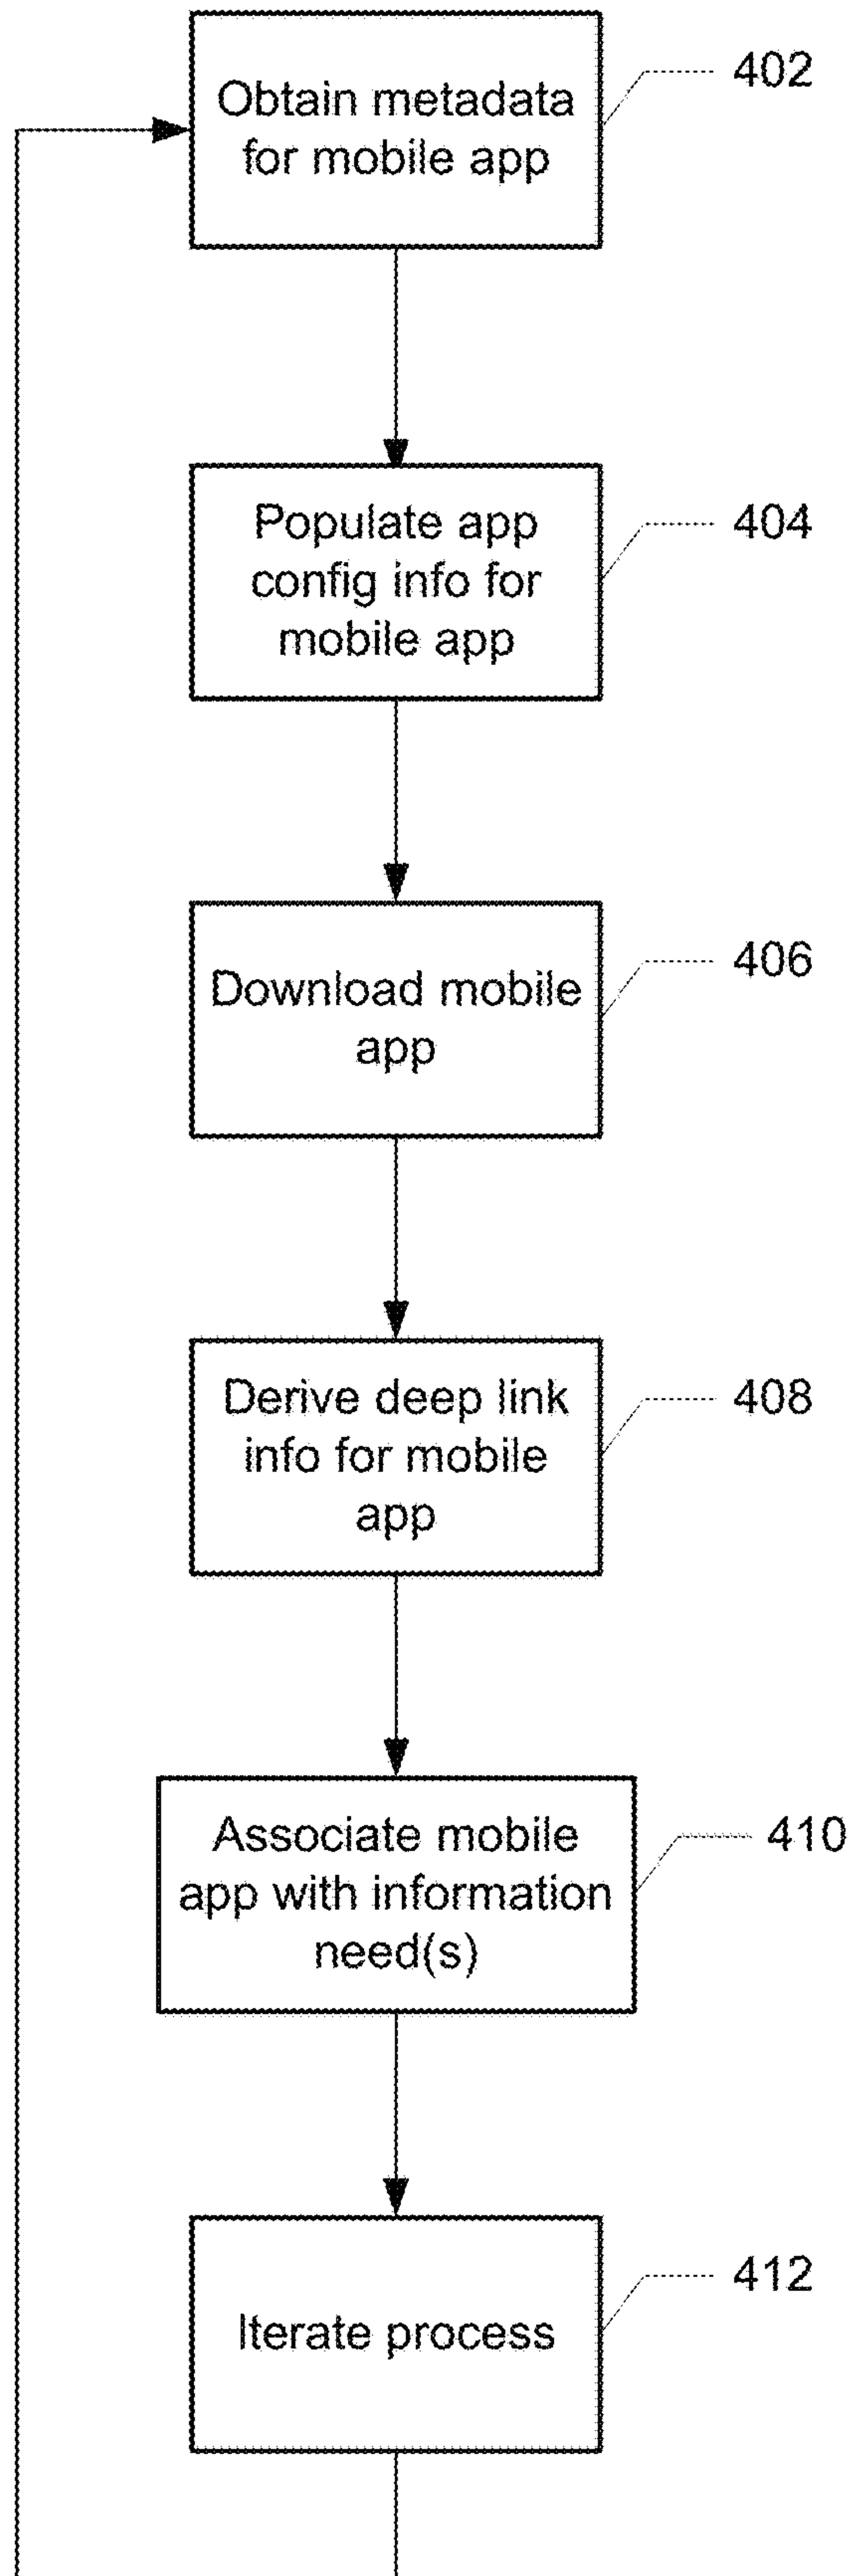 Obtain metadata
for mobile app
402
Populate app
config info for
mobile app
404
Download mobile
app
406
Derive deep link
info for mobile
app
408
Associate mobile
app with information
need(s)
410
Iterate process
412